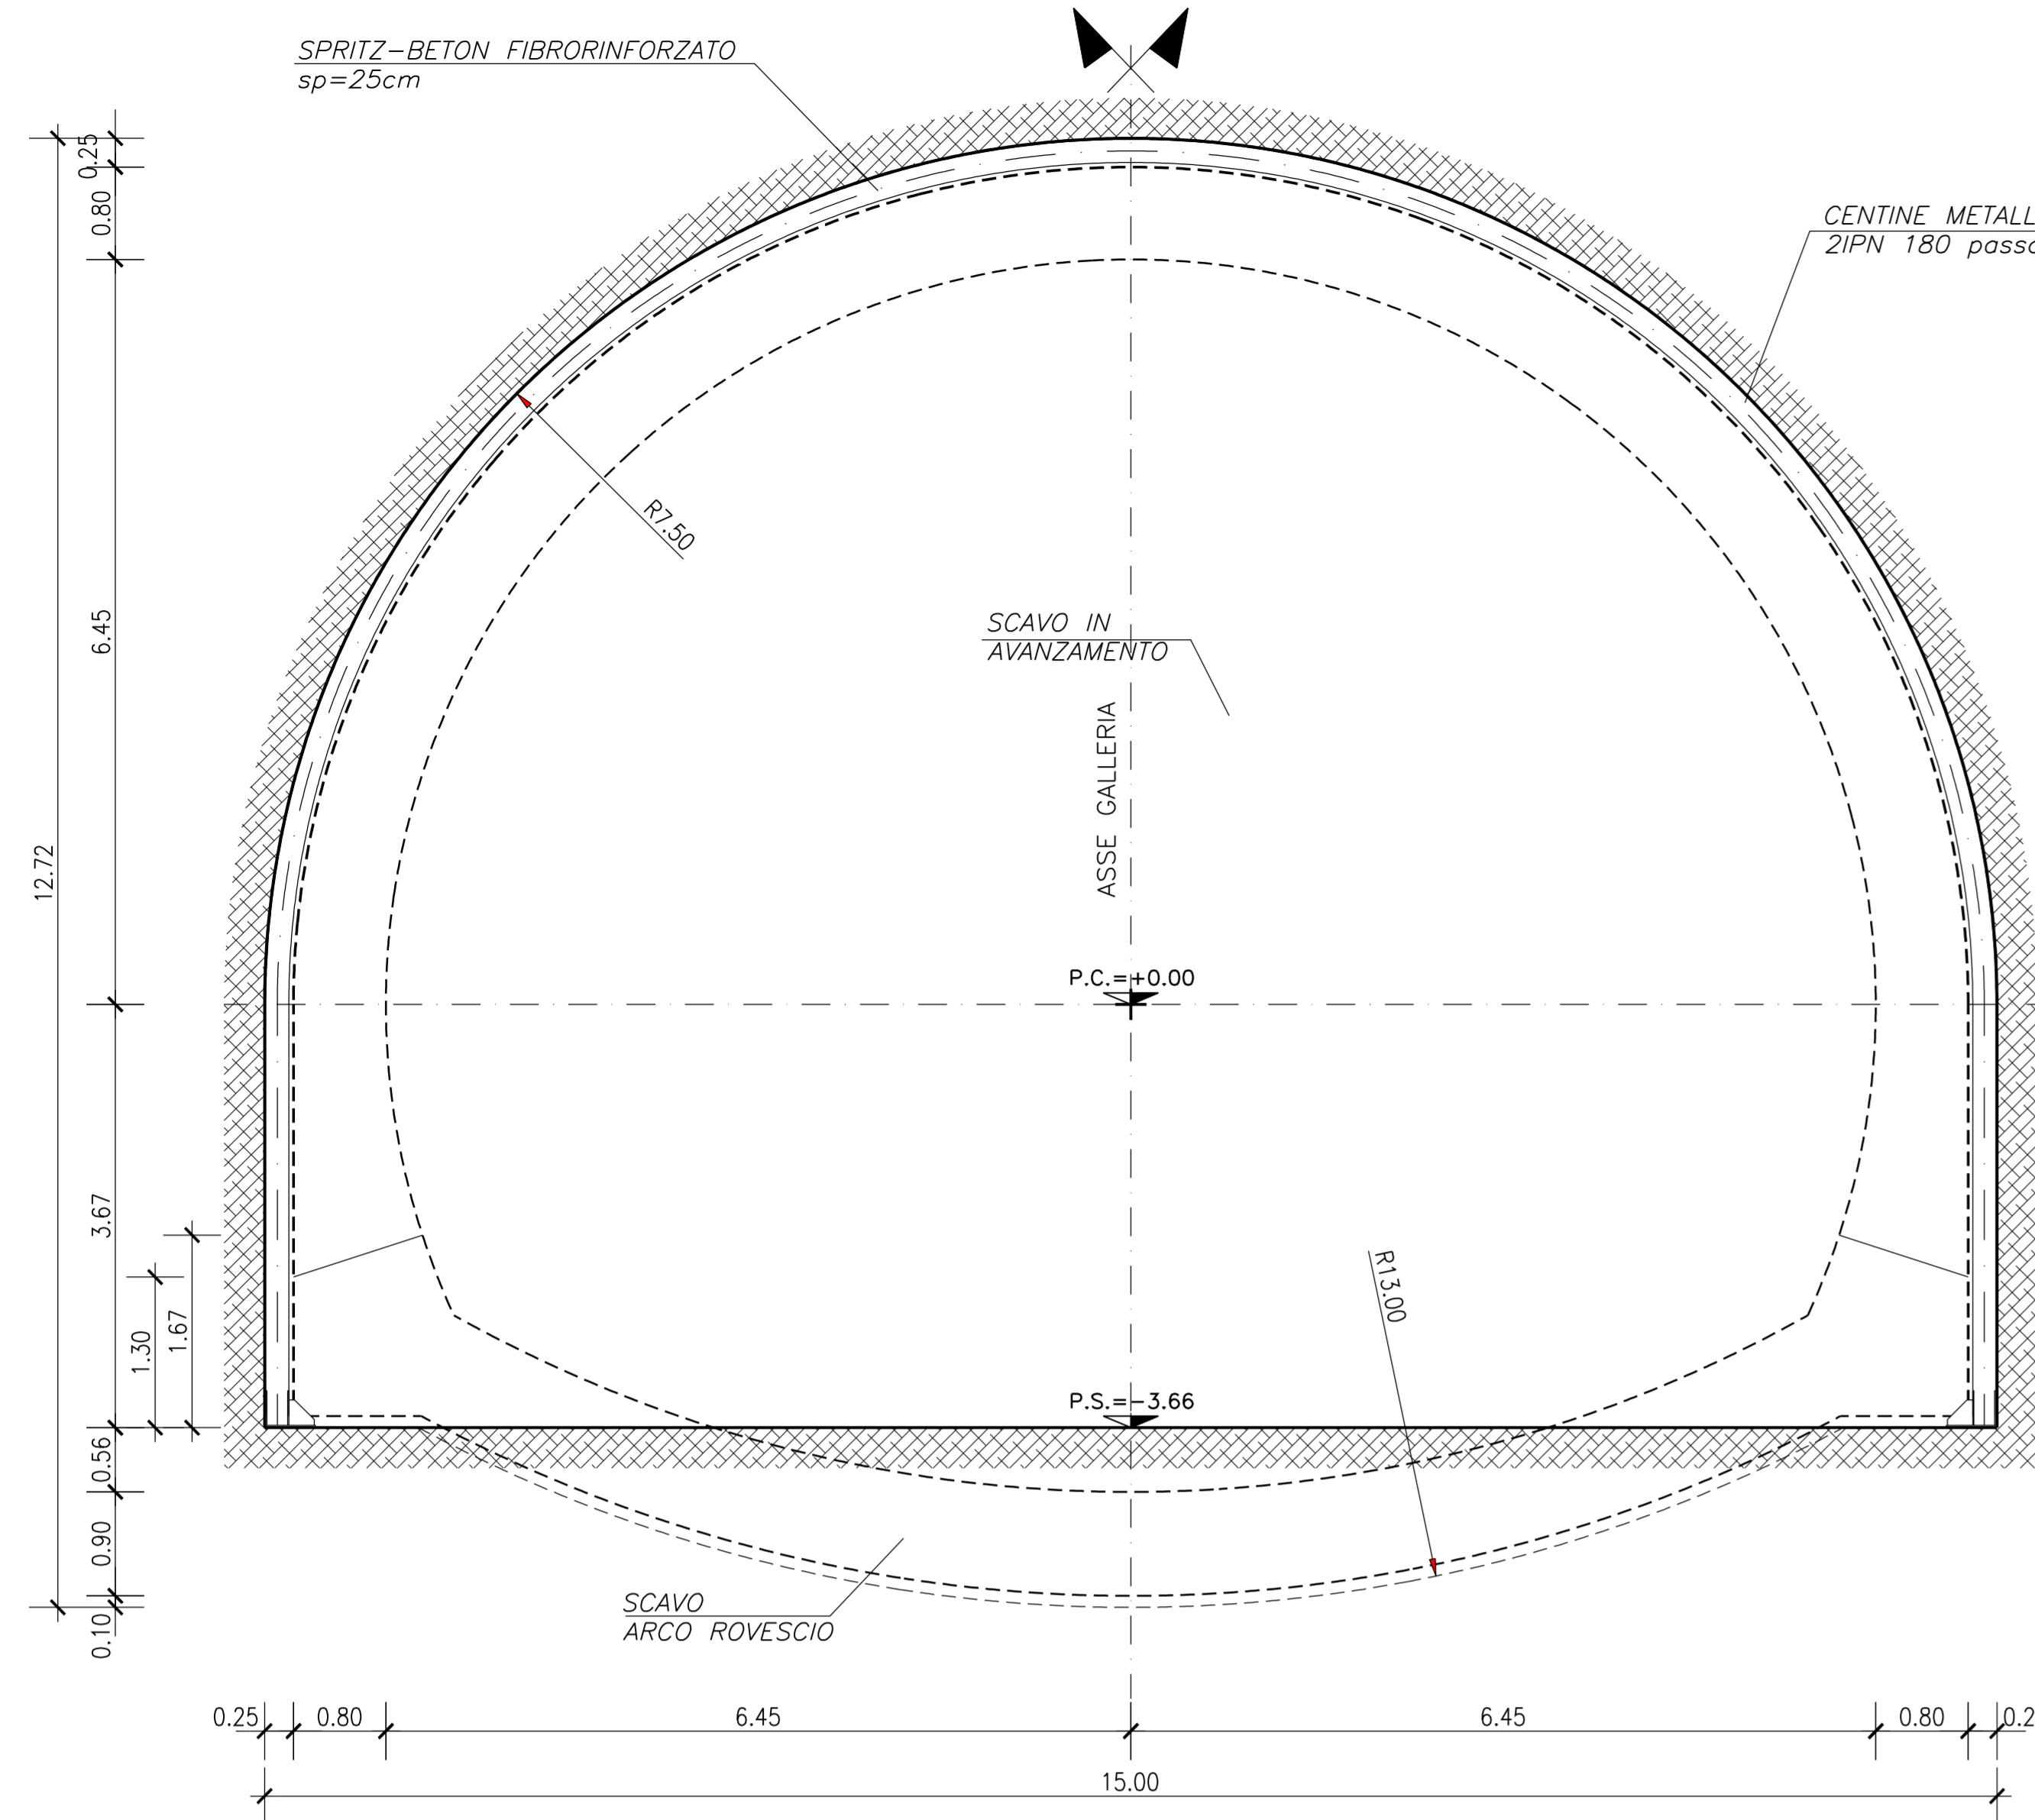 SPRITZ-BETON FIBRORINFORZATO
sp=25cm
CENTINE METALL
2IPN 180 pass
0.25
0.80
6.45
12.72
3.67
1.30
1.67
0.56
0.90
0.10
R7.50
SCAVO IN
AVANZAMENTO
ASSE GALLERIA
P.C.=+0.00
R13.00
P.S.=-3.66
SCAVO
ARCO ROVESCIO
0.25
0.80
6.45
6.45
0.80
0.2
15.00